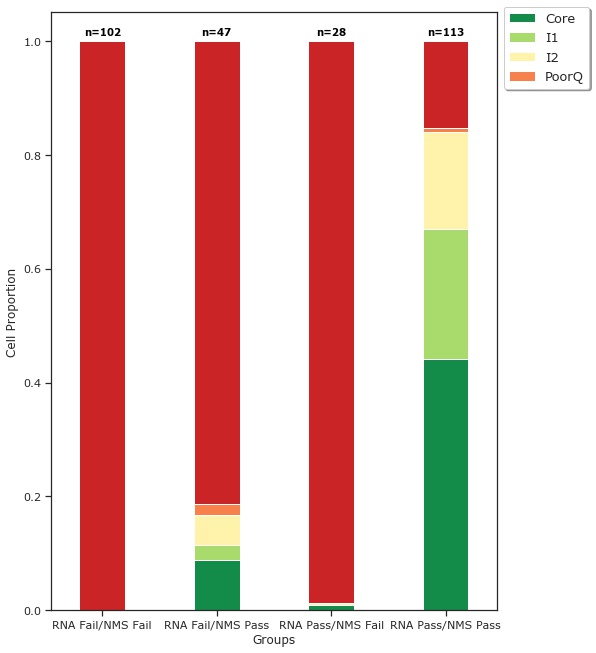 n=102 n=47 n=28 n=113
Core
I1
I2
PoorQ
1.0
0.8
0.6
0.4
0.2
0.0
Cell Proportion
RNA Fail/NMS Fail RNA Fail/NMS Pass RNA Pass/NMS Fail RNA Pass/NMS Pass
Groups